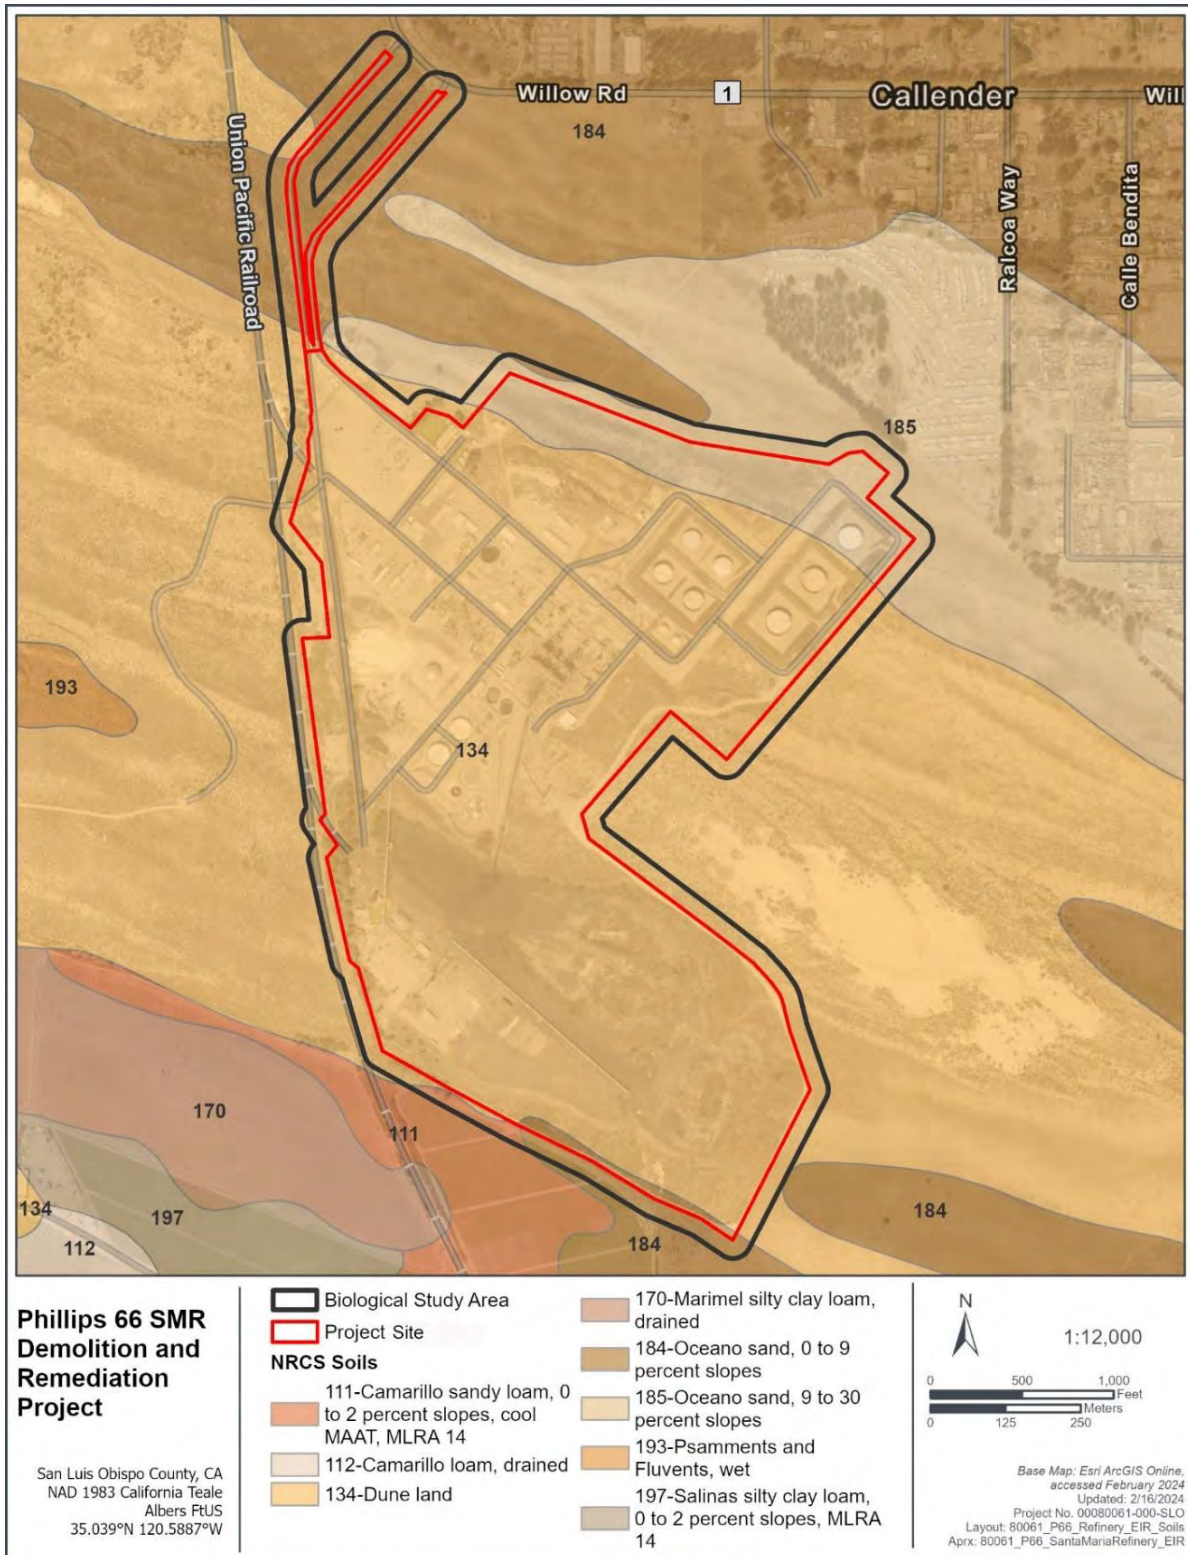 Willow Rd
1
Callender
Will
184
Union Pacific Railroad
Ralcoa Way
Calle Bendita
185
193
134
170
111
134
197
112
184
184
Phillips 66 SMR
Demolition and
Remediation
Project
San Luis Obispo County, CA
NAD 1983 California Teale
Albers FtUS
35.039°N 120.5887°W
Biological Study Area
Project Site
NRCS Soils
111-Camarillo sandy loam, 0
to 2 percent slopes, cool
MAAT, MLRA 14
112-Camarillo loam, drained
134-Dune land
170-Marimel silty clay loam,
drained
184-Oceano sand, 0 to 9
percent slopes
185-Oceano sand, 9 to 30
percent slopes
193-Psamments and
Fluvents, wet
197-Salinas silty clay loam,
0 to 2 percent slopes, MLRA
14
N
1:12,000
0 500 1,000
Feet
Meters
0 125 250
Base Map: Esri ArcGIS Online,
accessed February 2024
Updated: 2/16/2024
Project No. 00080061-000-SLO
Layout: 80061_P66_Refinery_EIR_Soils
Aprx: 80061_P66_SantaMariaRefinery_EIR